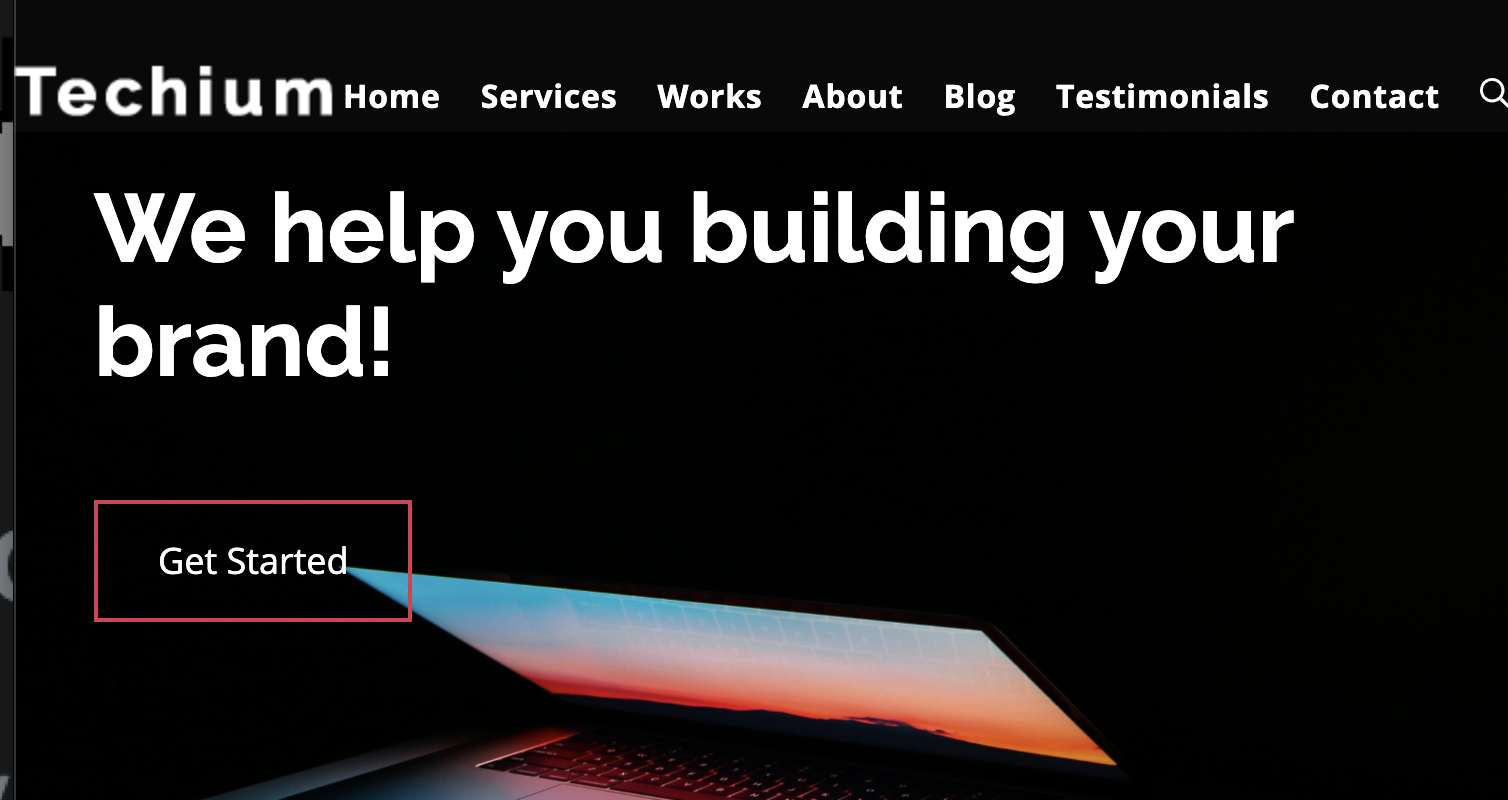 Techium Home Services Works About Blog Testimonials Contact
We help you building your
brand!
Get Started